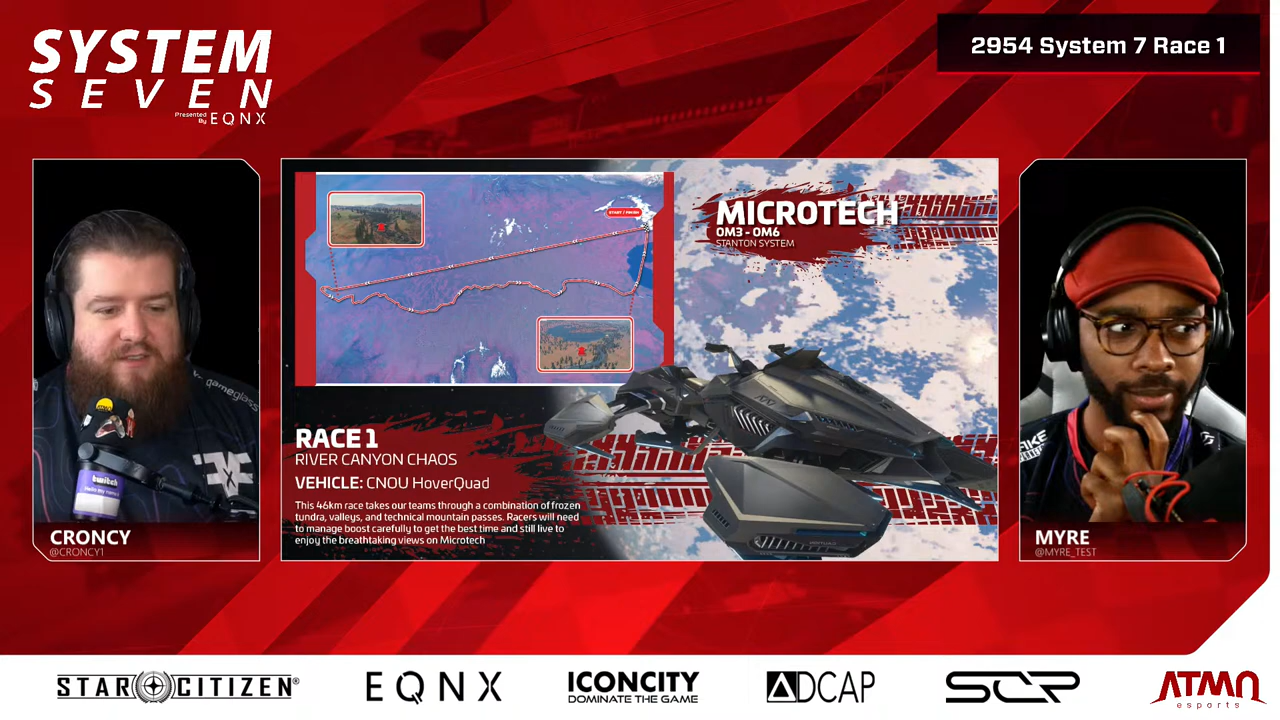 SYSTEM
SEVEN
Presented
By EQNX
2954 System 7 Race 1
START / FINISH
MICROTECH
OM3 - OM6
STANTON SYSTEM
RACE 1
RIVER CANYON CHAOS
VEHICLE: CNOU HoverQuad
This 46km race takes our teams through a combination of frozen
tundra, valleys, and technical mountain passes. Racers will need
to manage boost carefully to get the best time and still live to
enjoy the breathtaking views on Microtech
gameglass
twitch
CRONCY
@CRONCY1
MYRE
@MYRE_TEST
STAR CITIZEN®
EQNX
ICONCITY
DOMINATE THE GAME
ADCAP
SCR
ATMO
esports